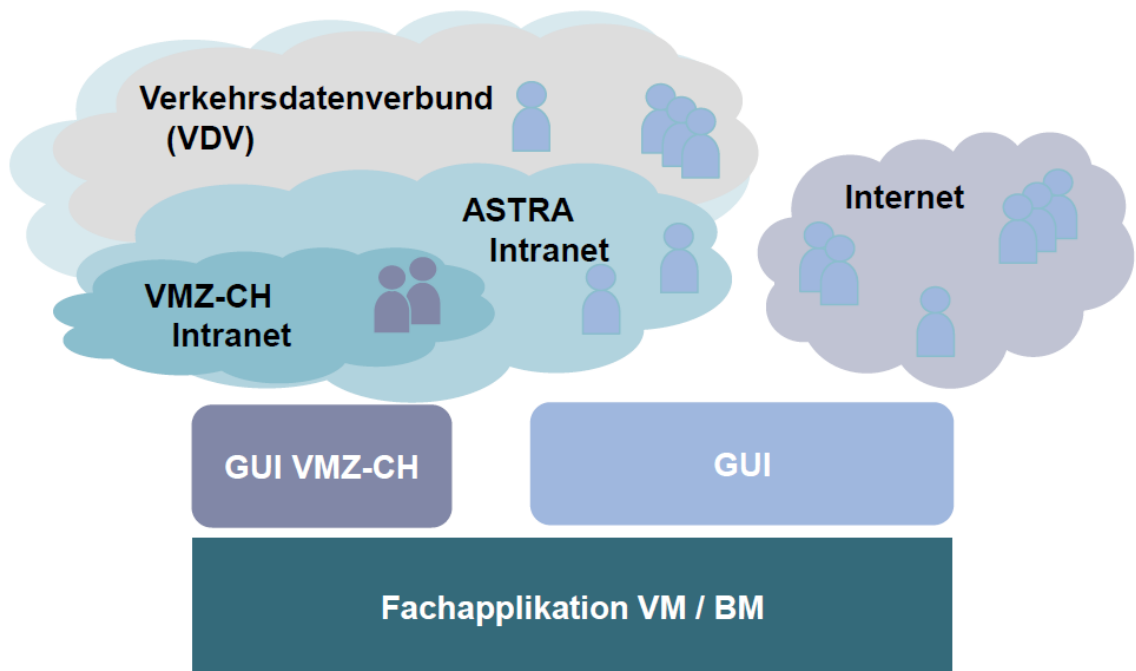 Verkehrsdatenverbund
(VDV)
ASTRA
Intranet
Internet
VMZ-CH
Intranet
GUI VMZ-CH
GUI
Fachapplikation VM / BM